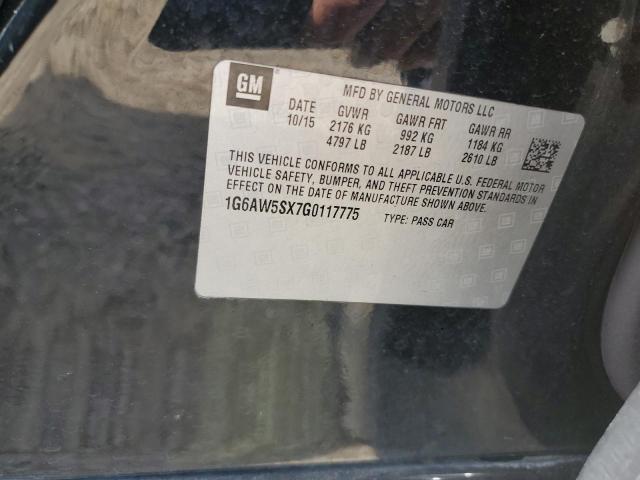 GM
MFD BY GENERAL MOTORS LLC
DATE GVWR GAWR FRT GAWR RR
10/15 2176 KG 992 KG 1184 KG
4797 LB 2187 LB 2610 LB
THIS VEHICLE CONFORMS TO ALL APPLICABLE U.S. FEDERAL MOTOR
VEHICLE SAFETY, BUMPER, AND THEFT PREVENTION STANDARDS IN
EFFECT ON THE DATE OF MANUFACTURE SHOWN ABOVE.
1G6AW5SX7G0117775 TYPE: PASS CAR